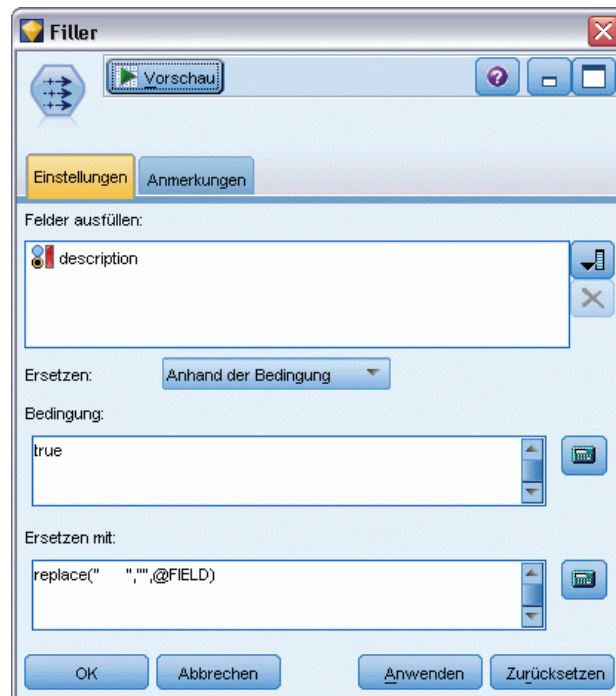 Filler
Vorschau
Einstellungen
Anmerkungen
Felder ausfüllen:
description
Ersetzen:
Anhand der Bedingung
Bedingung:
true
Ersetzen mit:
replace("      ","",@FIELD)
OK
Abbrechen
Anwenden
Zurücksetzen